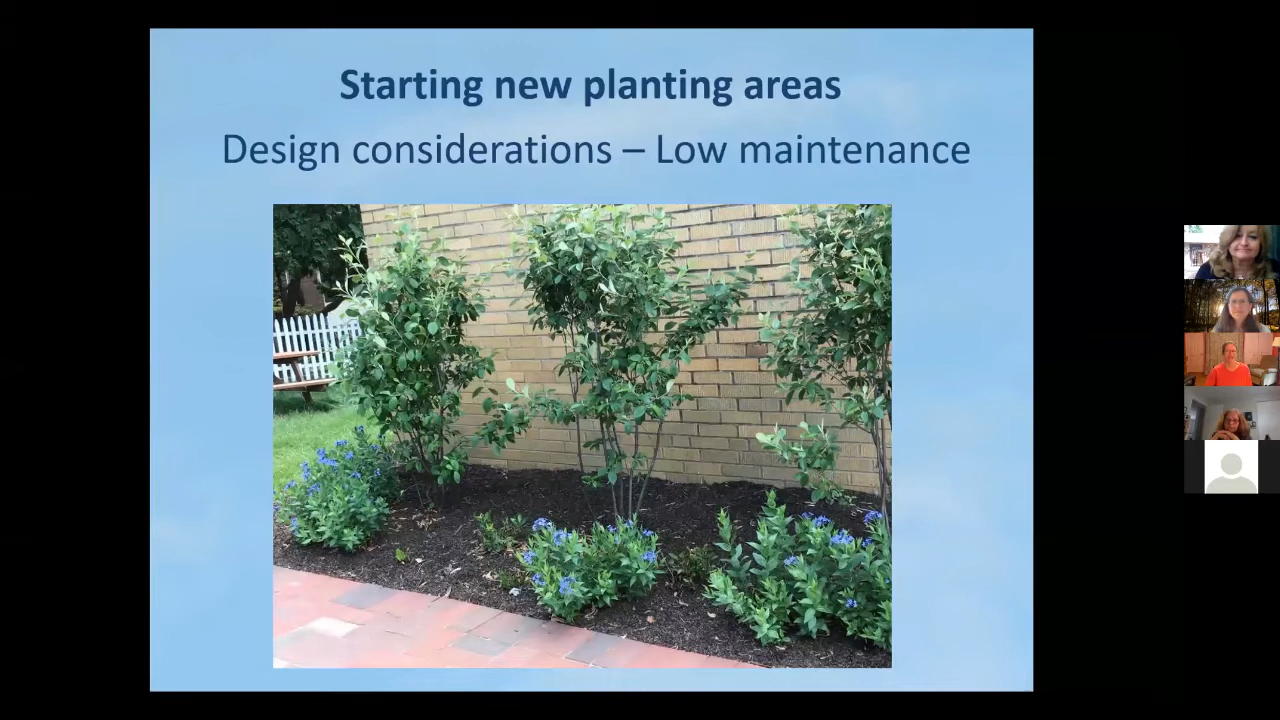 Starting new planting areas
Design considerations – Low maintenance